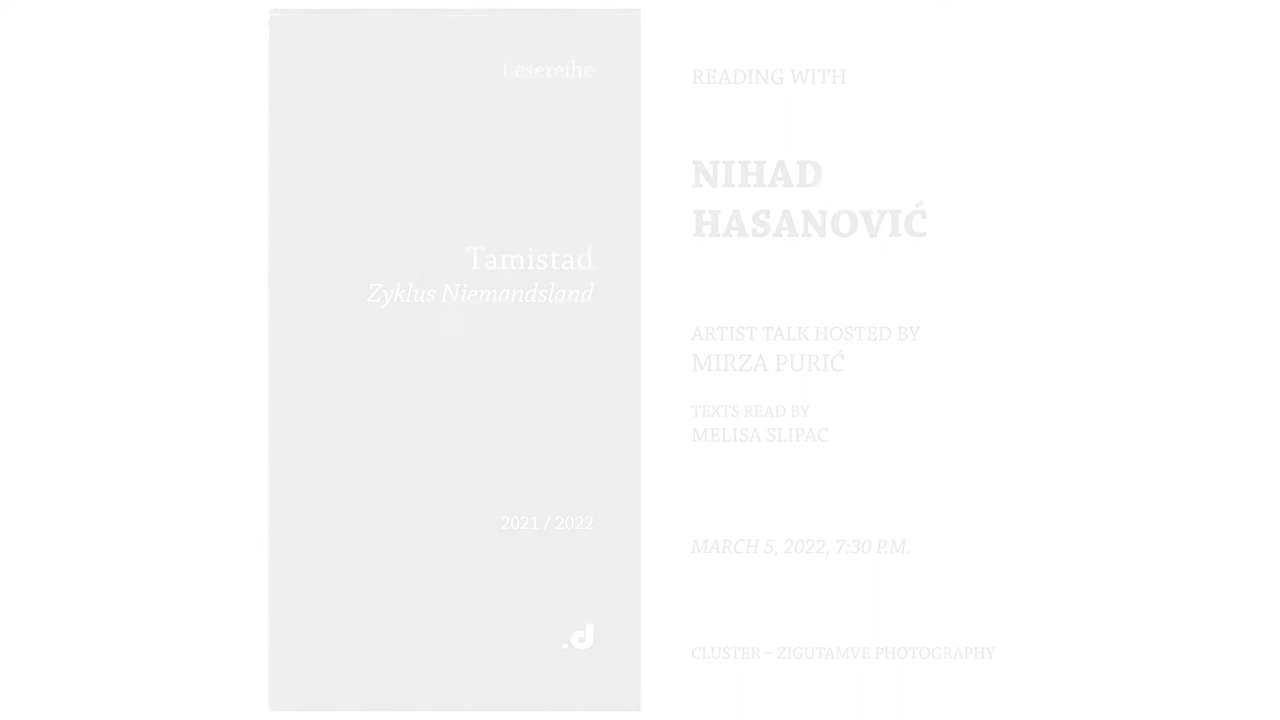 Lesereihe
Tamistad
Zyklus Niemandsland
2021 / 2022
.d
READING WITH
NIHAD
HASANOVIĆ
ARTIST TALK HOSTED BY
MIRZA PURIĆ
TEXTS READ BY
MELISA SLIPAC
MARCH 5, 2022, 7:30 P.M.
CLUSTER – ZIGUTAMVE PHOTOGRAPHY